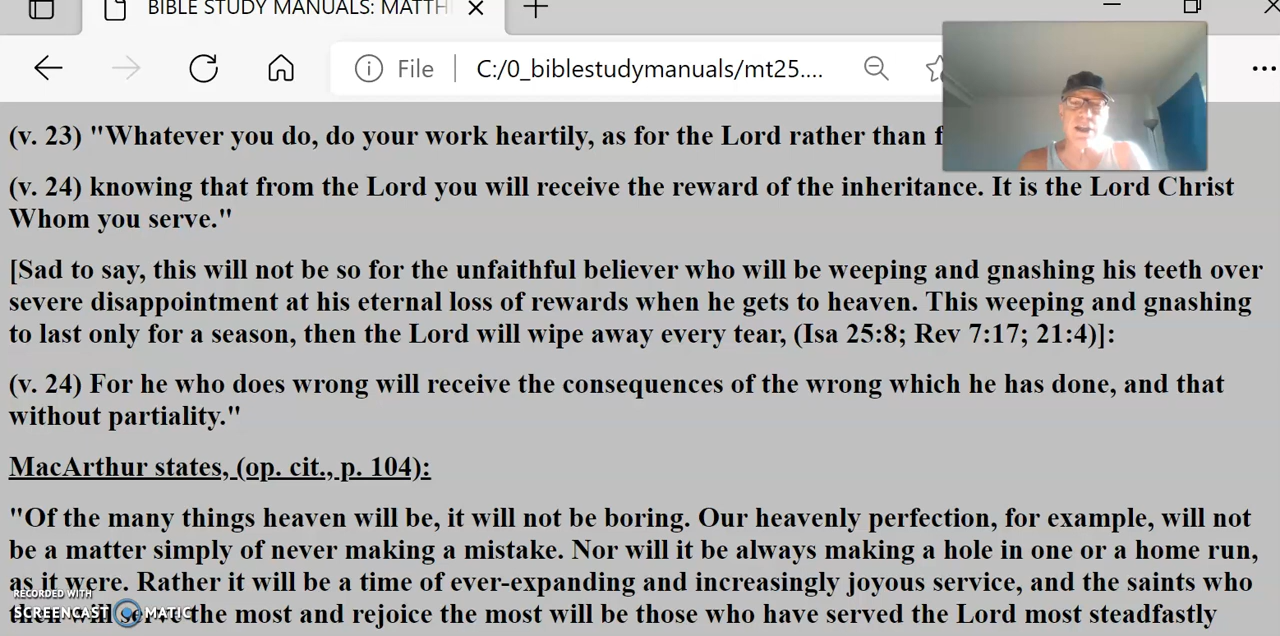 BIBLE STUDY MANUALS: MATTH
File
C:/0_biblestudymanuals/mt25....
(v. 23) "Whatever you do, do your work heartily, as for the Lord rather than
(v. 24) knowing that from the Lord you will receive the reward of the inheritance. It is the Lord Christ
Whom you serve."
[Sad to say, this will not be so for the unfaithful believer who will be weeping and gnashing his teeth over
severe disappointment at his eternal loss of rewards when he gets to heaven. This weeping and gnashing
to last only for a season, then the Lord will wipe away every tear, (Isa 25:8; Rev 7:17; 21:4)]:
(v. 24) For he who does wrong will receive the consequences of the wrong which he has done, and that
without partiality."
MacArthur states, (op. cit., p. 104):
"Of the many things heaven will be, it will not be boring. Our heavenly perfection, for example, will not
be a matter simply of never making a mistake. Nor will it be always making a hole in one or a home run,
as it were. Rather it will be a time of ever-expanding and increasingly joyous service, and the saints who
RECORDED WITH
SCREENCAST MATIC
the most and rejoice the most will be those who have served the Lord most steadfastly